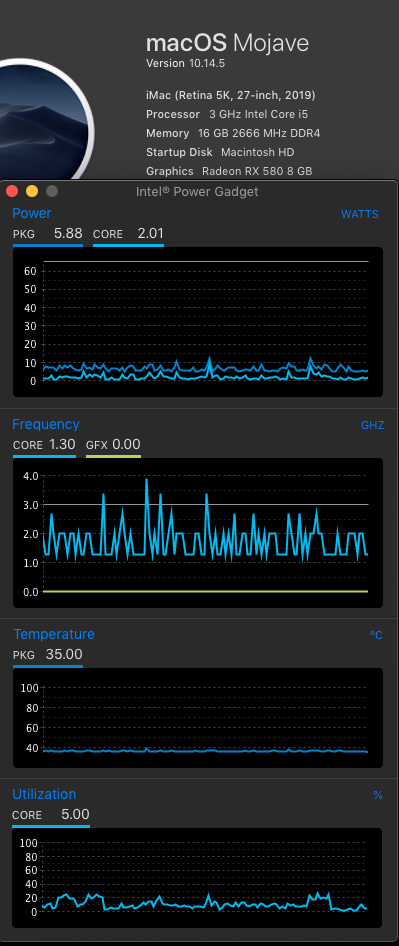 macOS Mojave
Version 10.14.5
iMac (Retina 5K, 27-inch, 2019)
Processor 3 GHz Intel Core i5
Memory 16 GB 2666 MHz DDR4
Startup Disk Macintosh HD
Graphics Radeon RX 580 8 GB
Intel® Power Gadget
Power WATTS
PKG 5.88 CORE 2.01
60
50
40
30
20
10
0
Frequency GHZ
CORE 1.30 GFX 0.00
4.0
3.0
2.0
1.0
0.0
Temperature ºC
PKG 35.00
100
80
60
40
Utilization %
CORE 5.00
100
80
60
40
20
0